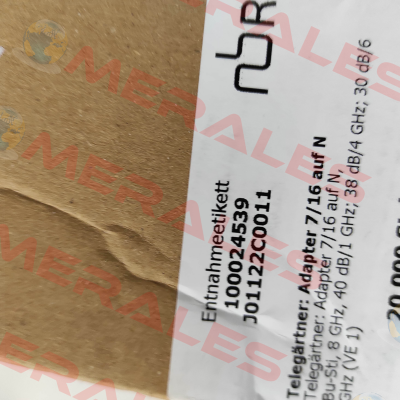 Entnahmeetikett
100024539
J01122C0011
Telegärtner: Adapter 7/16 auf N
Telegärtner: Adapter 7/16 auf N,
Bu-Sti, 8 GHz, 40 dB/1 GHz; 38 dB/4 GHz; 30 dB/6
GHz (VE 1)
MERALES
MERALES
MERALES